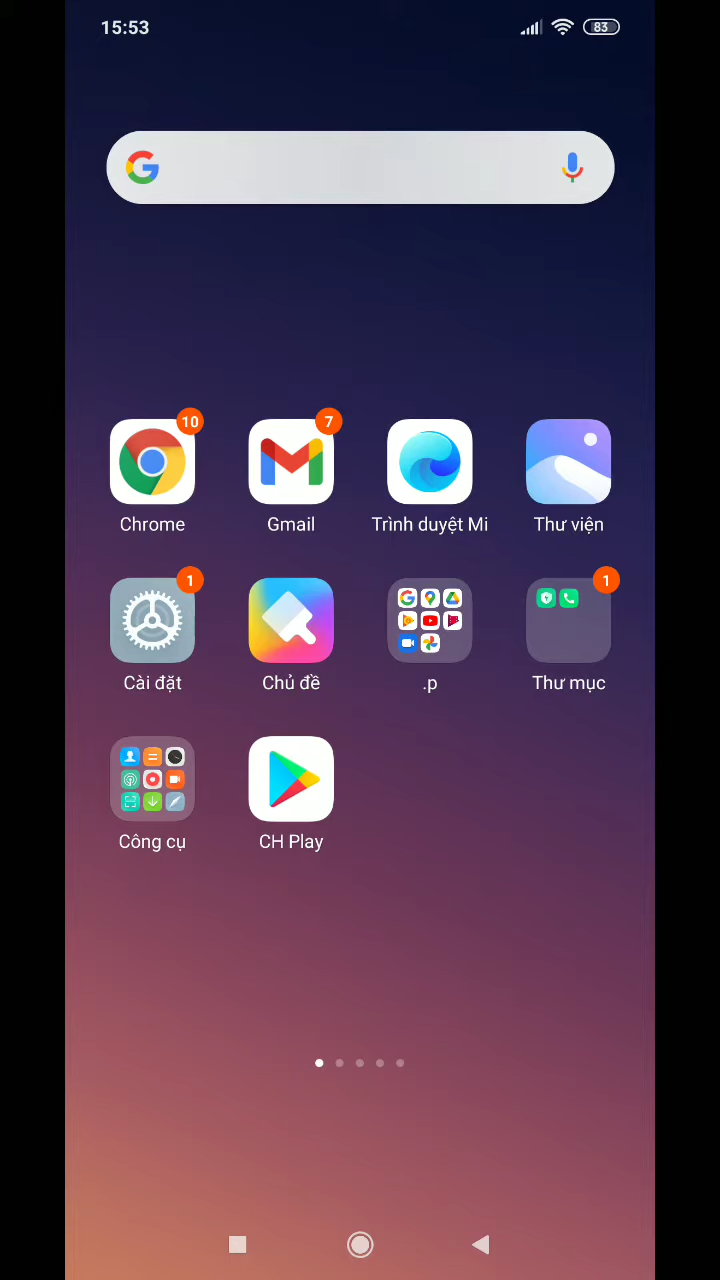 15:53
83
10
7
Chrome
Gmail
Trình duyệt Mi
Thư viện
1
1
Cài đặt
Chủ đề
.p
Thư mục
Công cụ
CH Play